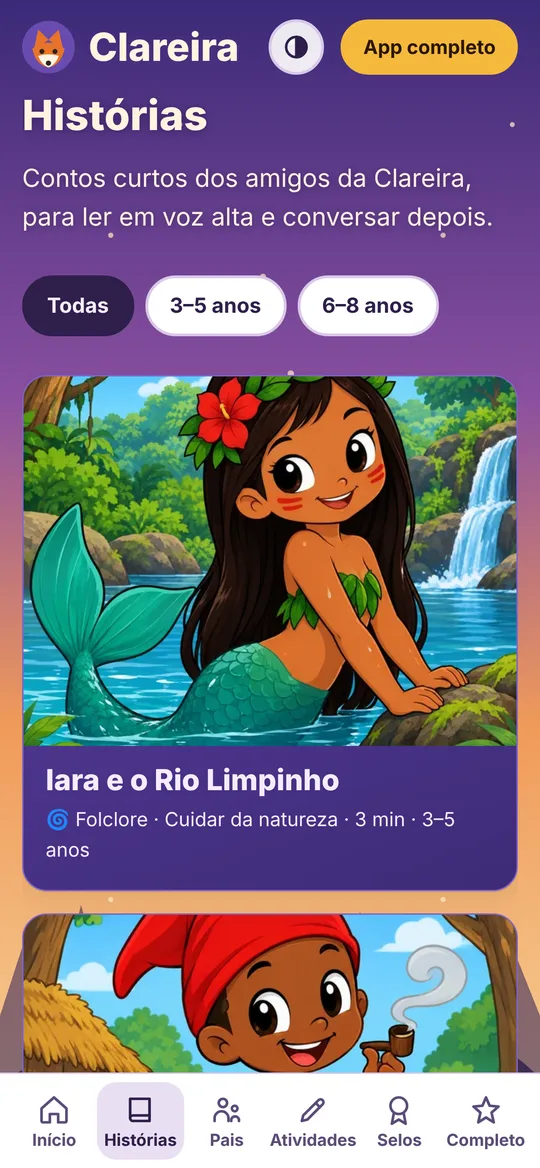 Clareira
App completo
Histórias
Contos curtos dos amigos da Clareira,
para ler em voz alta e conversar depois.
Todas
3–5 anos
6–8 anos
Iara e o Rio Limpinho
🌀 Folclore · Cuidar da natureza · 3 min · 3–5
anos
Início
Histórias
Pais
Atividades
Selos
Completo